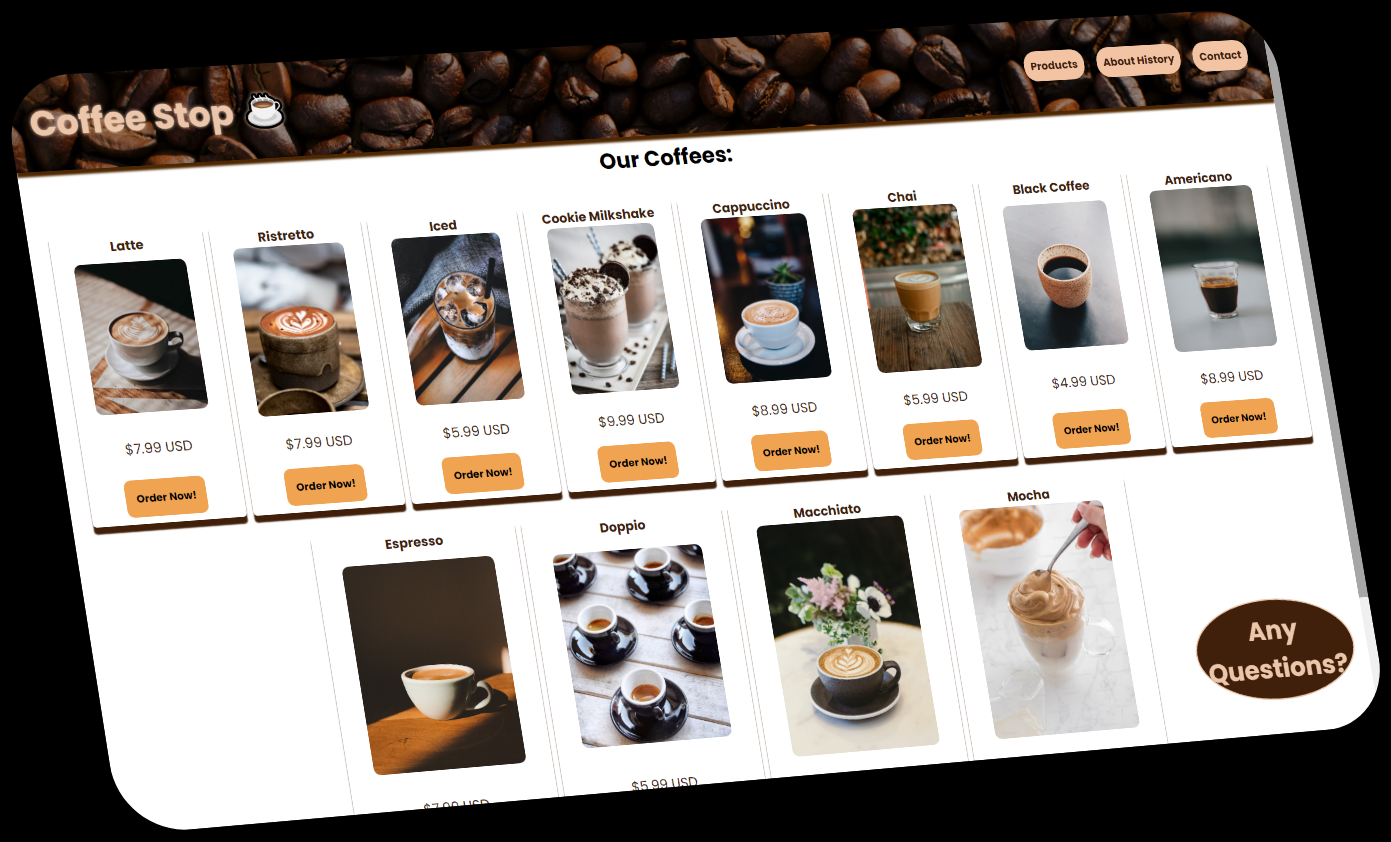 Coffee Stop
Products
About History
Contact
Our Coffees:
Latte
$7.99 USD
Order Now!
Ristretto
$7.99 USD
Order Now!
Iced
$5.99 USD
Order Now!
Cookie Milkshake
$9.99 USD
Order Now!
Cappuccino
$8.99 USD
Order Now!
Chai
$5.99 USD
Order Now!
Black Coffee
$4.99 USD
Order Now!
Americano
$8.99 USD
Order Now!
Espresso
$7.99 USD
Doppio
$5.99 USD
Macchiato
Mocha
Any
Questions?